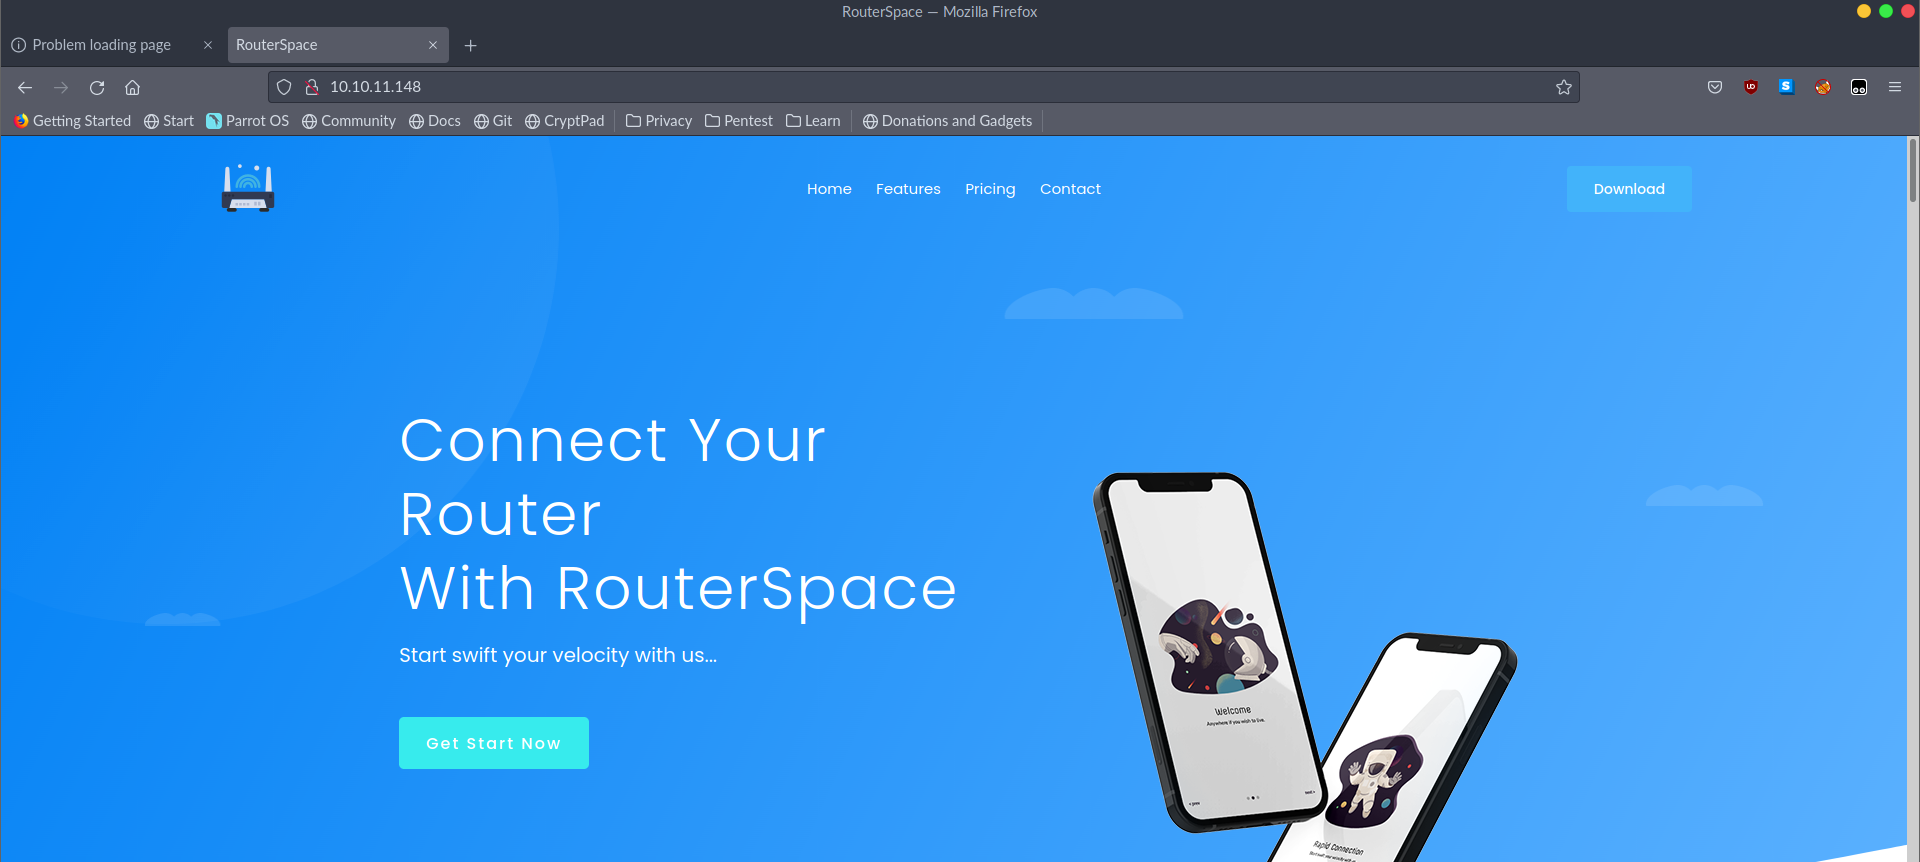 RouterSpace — Mozilla Firefox
Problem loading page
RouterSpace
10.10.11.148
Getting Started Start Parrot OS Community Docs Git CryptPad Privacy Pentest Learn Donations and Gadgets
Home Features Pricing Contact
Download
Connect Your
Router
With RouterSpace
Start swift your velocity with us...
Get Start Now
Welcome
Anywhere if you wish to live.
< prev
next >
Rapid Connection